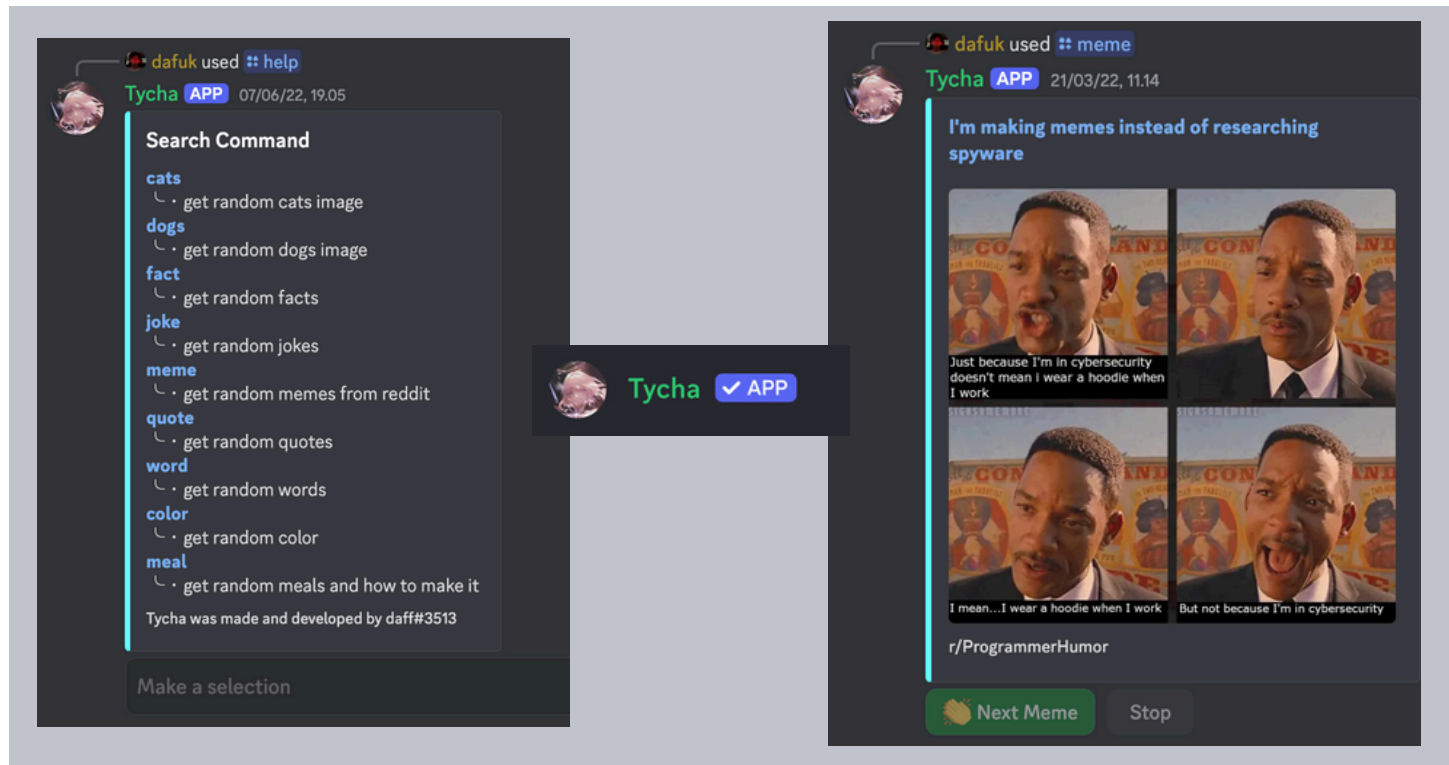 dafuk used help
Tycha APP 07/06/22, 19.05
Search Command
cats
get random cats image
dogs
get random dogs image
fact
get random facts
joke
get random jokes
meme
get random memes from reddit
quote
get random quotes
word
get random words
color
get random color
meal
get random meals and how to make it
Tycha was made and developed by daff#3513
Make a selection
Tycha ✓ APP
dafuk used meme
Tycha APP 21/03/22, 11.14
I'm making memes instead of researching
spyware
Just because I'm in cybersecurity
doesn't mean i wear a hoodie when
I work
I mean...I wear a hoodie when I work
But not because I'm in cybersecurity
r/ProgrammerHumor
Next Meme
Stop